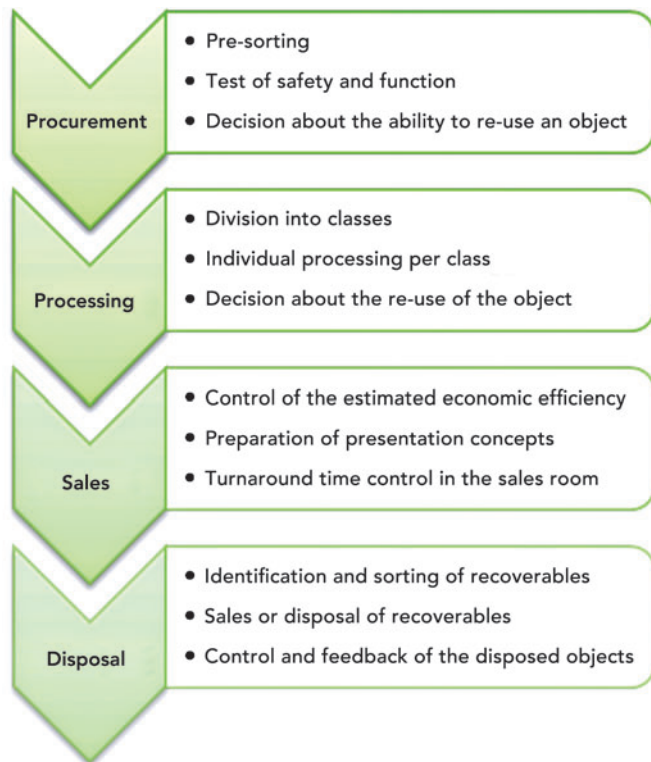 Procurement
• Pre-sorting
• Test of safety and function
• Decision about the ability to re-use an object
Processing
• Division into classes
• Individual processing per class
• Decision about the re-use of the object
Sales
• Control of the estimated economic efficiency
• Preparation of presentation concepts
• Turnaround time control in the sales room
Disposal
• Identification and sorting of recoverables
• Sales or disposal of recoverables
• Control and feedback of the disposed objects